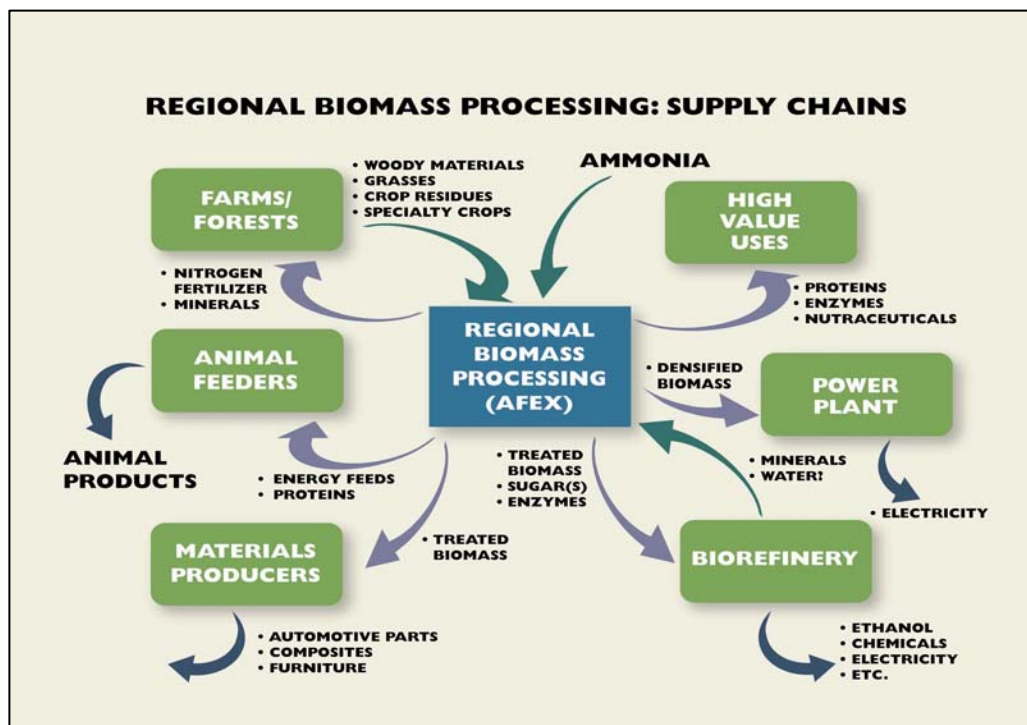 REGIONAL BIOMASS PROCESSING: SUPPLY CHAINS
FARMS/
FORESTS
• WOODY MATERIALS
• GRASSES
• CROP RESIDUES
• SPECIALTY CROPS
AMMONIA
HIGH
VALUE
USES
• NITROGEN
FERTILIZER
• MINERALS
• PROTEINS
• ENZYMES
• NUTRACEUTICALS
REGIONAL
BIOMASS
PROCESSING
(AFEX)
ANIMAL
FEEDERS
• DENSIFIED
BIOMASS
POWER
PLANT
ANIMAL
PRODUCTS
• ENERGY FEEDS
• PROTEINS
• TREATED
BIOMASS
• SUGAR(S)
• ENZYMES
• MINERALS
• WATER?
• ELECTRICITY
MATERIALS
PRODUCERS
• TREATED
BIOMASS
BIOREFINERY
• AUTOMOTIVE PARTS
• COMPOSITES
• FURNITURE
• ETHANOL
• CHEMICALS
• ELECTRICITY
• ETC.